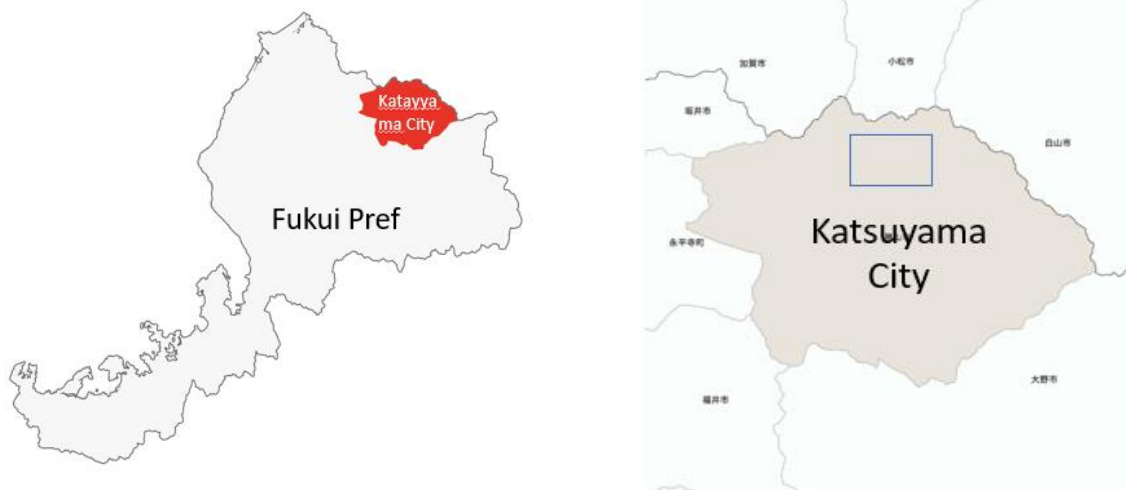 Katayya
ma City
Fukui Pref
加賀市
小松市
坂井市
白山市
Katsuyama
City
永平寺町
大野市
福井市